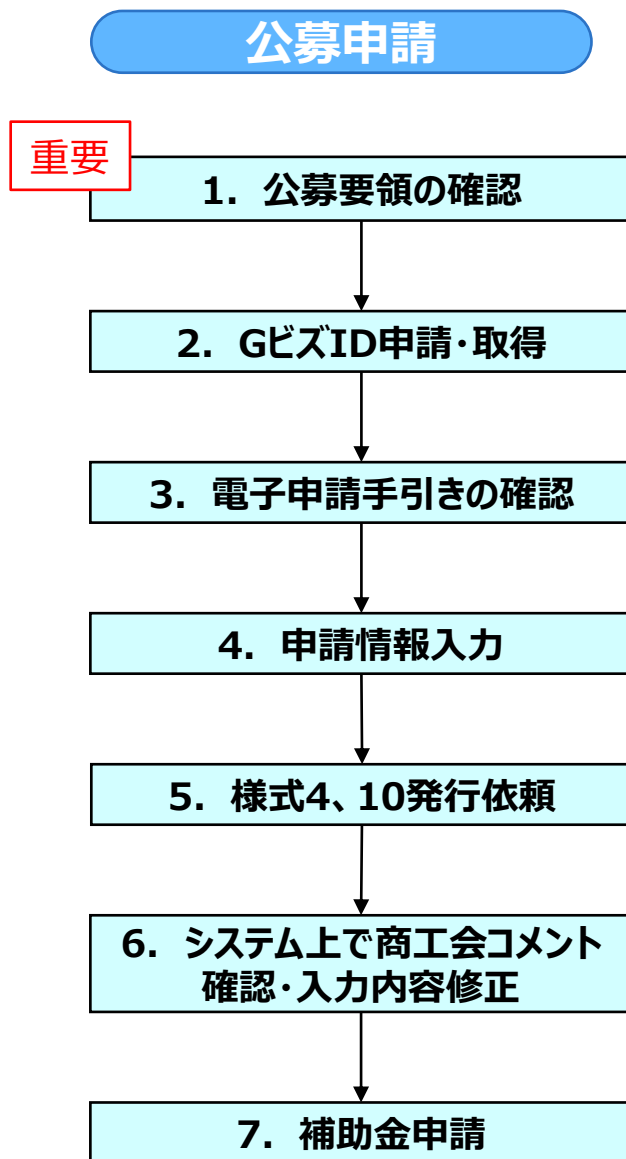 公募申請
重要
1. 公募要領の確認
2. GビズID申請・取得
3. 電子申請手引きの確認
4. 申請情報入力
5. 様式4、10発行依頼
6. システム上で商工会コメント
確認・入力内容修正
7. 補助金申請